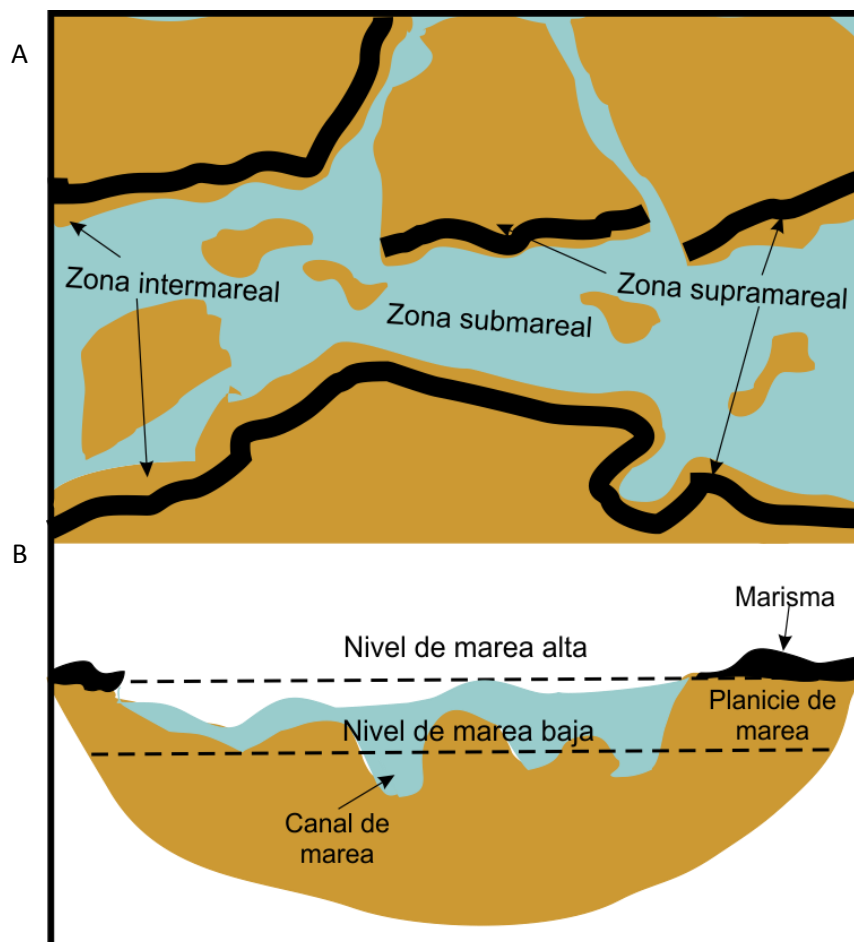 A
Zona intermareal
Zona supramareal
Zona submareal
B
Marisma
Nivel de marea alta
Planicie de
marea
Nivel de marea baja
Canal de
marea